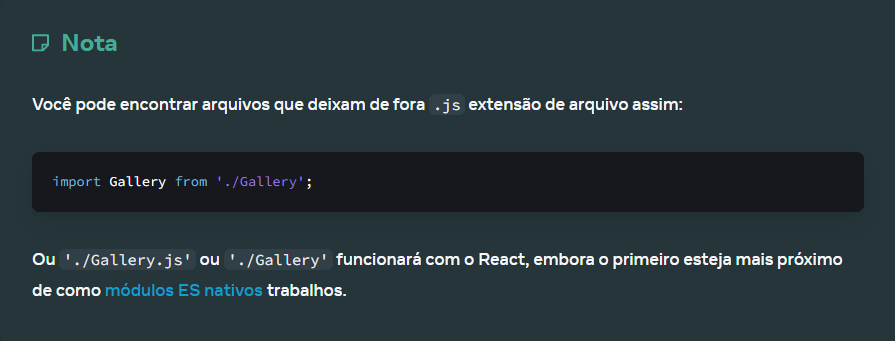 Nota
Você pode encontrar arquivos que deixam de fora .js extensão de arquivo assim:
import Gallery from './Gallery';
Ou './Gallery.js' ou './Gallery' funcionará com o React, embora o primeiro esteja mais próximo
de como módulos ES nativos trabalhos.